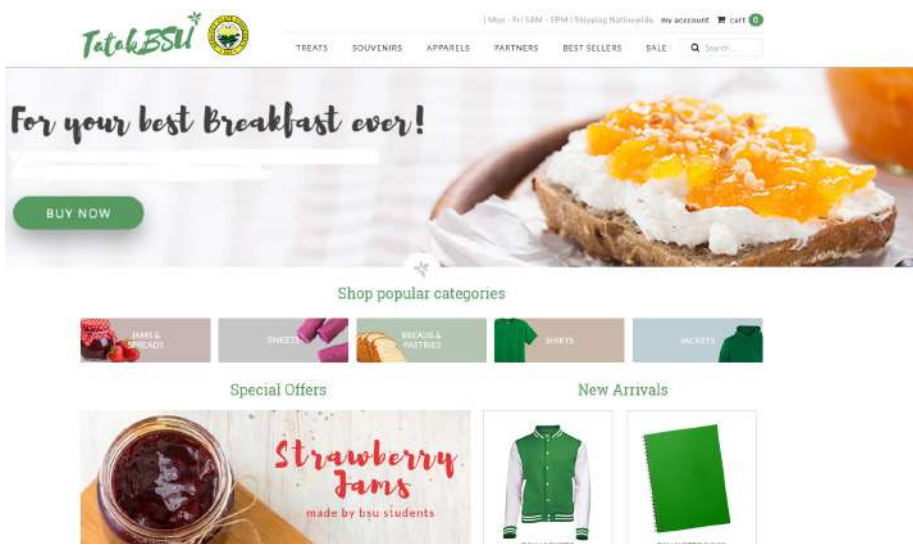 TatakBSU
| Mon - Fri 8AM - 5PM | Shipping Nationwide my acccount cart 0
TREATS SOUVENIRS APPARELS PARTNERS BEST SELLERS SALE Search ...
For your best Breakfast ever!
BUY NOW
Shop popular categories
JAMS &
SPREADS
SWEETS
BREADS &
PASTRIES
SHIRTS
JACKETS
Special Offers
New Arrivals
Strawberry
Jams
made by bsu students